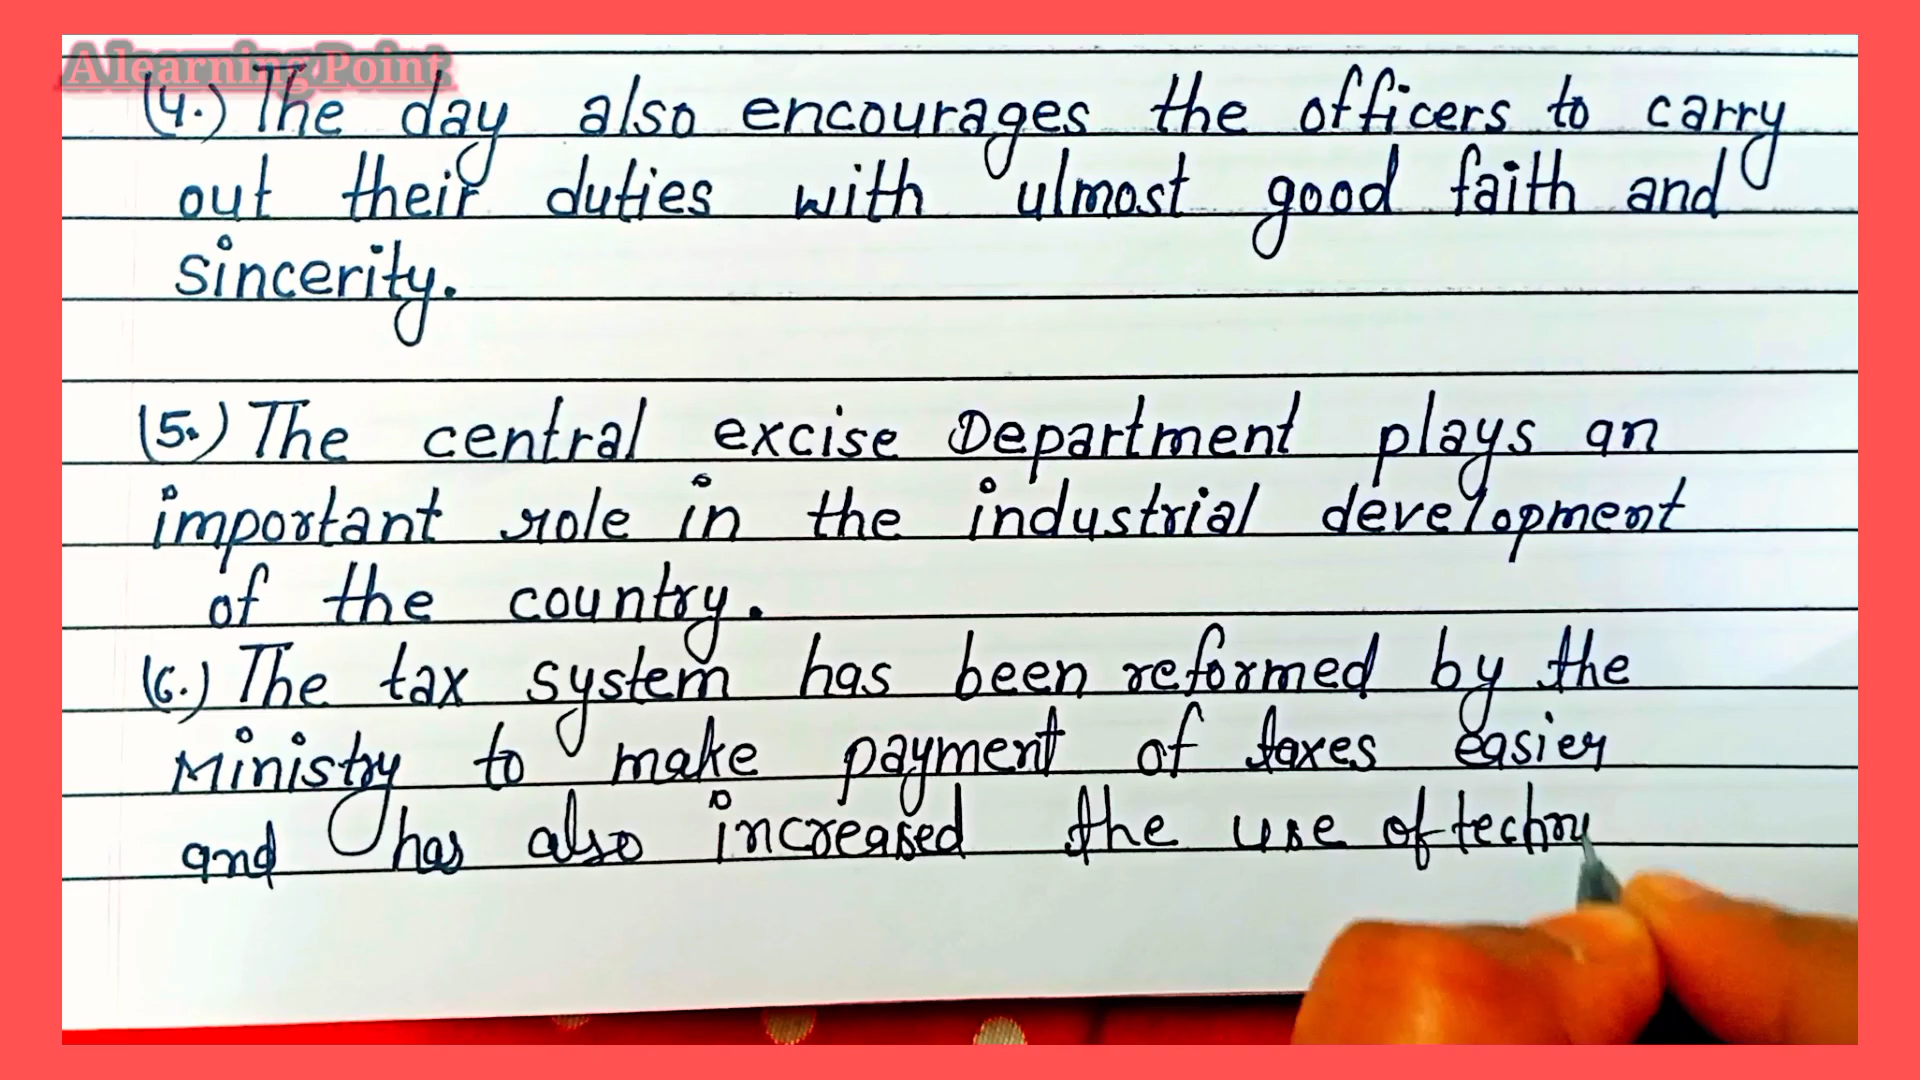 A learning Point
(4.) The day also encourages the officers to carry
out their duties with ulmost good faith and
sincerity.
(5.) The central excise Department plays an
important role in the industrial development
of the country.
(6.) The tax system has been reformed by the
Ministry to make payment of taxes easier
and has also increased the use of techn